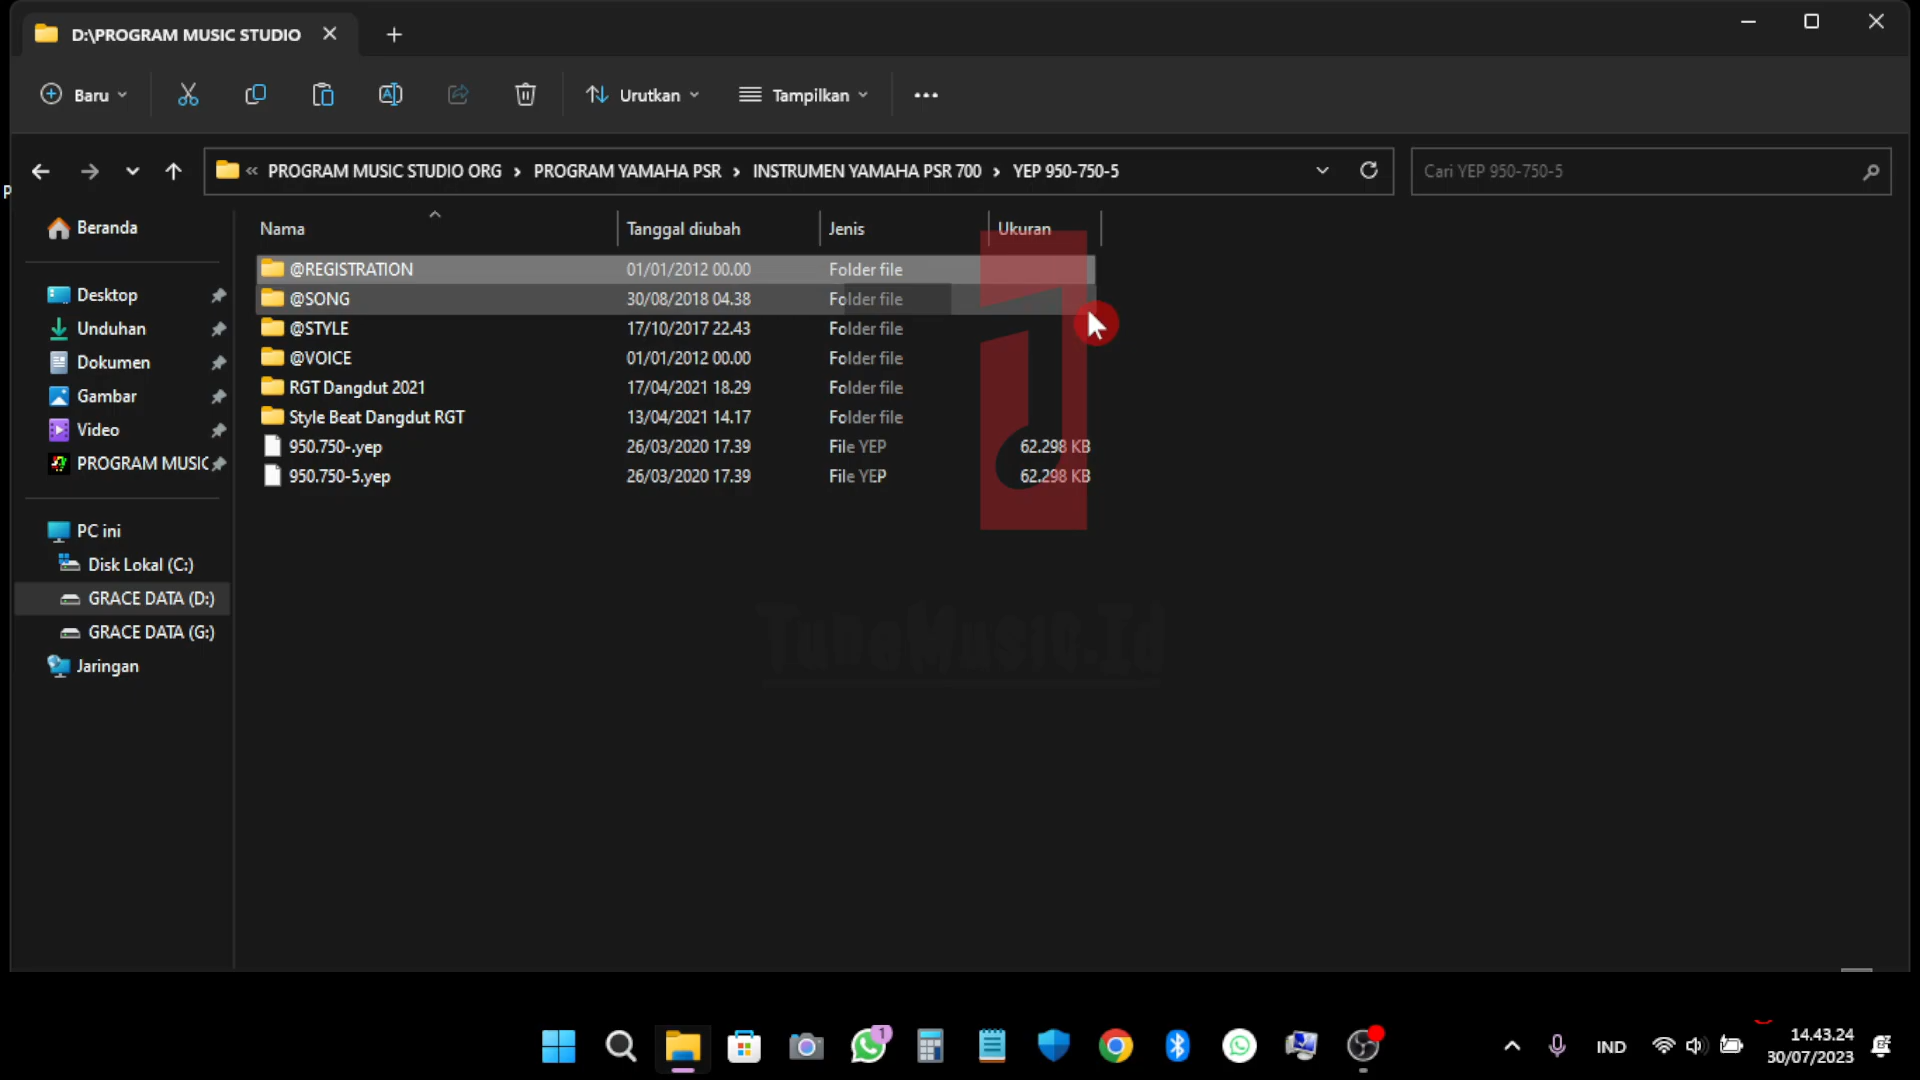 D:\PROGRAM MUSIC STUDIO
Baru
Urutkan
Tampilkan
« PROGRAM MUSIC STUDIO ORG › PROGRAM YAMAHA PSR › INSTRUMEN YAMAHA PSR 700 › YEP 950-750-5
Cari YEP 950-750-5
Beranda
Desktop
Unduhan
Dokumen
Gambar
Video
PROGRAM MUSIC
PC ini
Disk Lokal (C:)
GRACE DATA (D:)
GRACE DATA (G:)
Jaringan
Nama Tanggal diubah Jenis Ukuran
@REGISTRATION 01/01/2012 00.00 Folder file
@SONG 30/08/2018 04.38 Folder file
@STYLE 17/10/2017 22.43 Folder file
@VOICE 01/01/2012 00.00 Folder file
RGT Dangdut 2021 17/04/2021 18.29 Folder file
Style Beat Dangdut RGT 13/04/2021 14.17 Folder file
950.750-.yep 26/03/2020 17.39 File YEP 62.298 KB
950.750-5.yep 26/03/2020 17.39 File YEP 62.298 KB
TubeMusic.Id
1
IND
14.43.24
30/07/2023